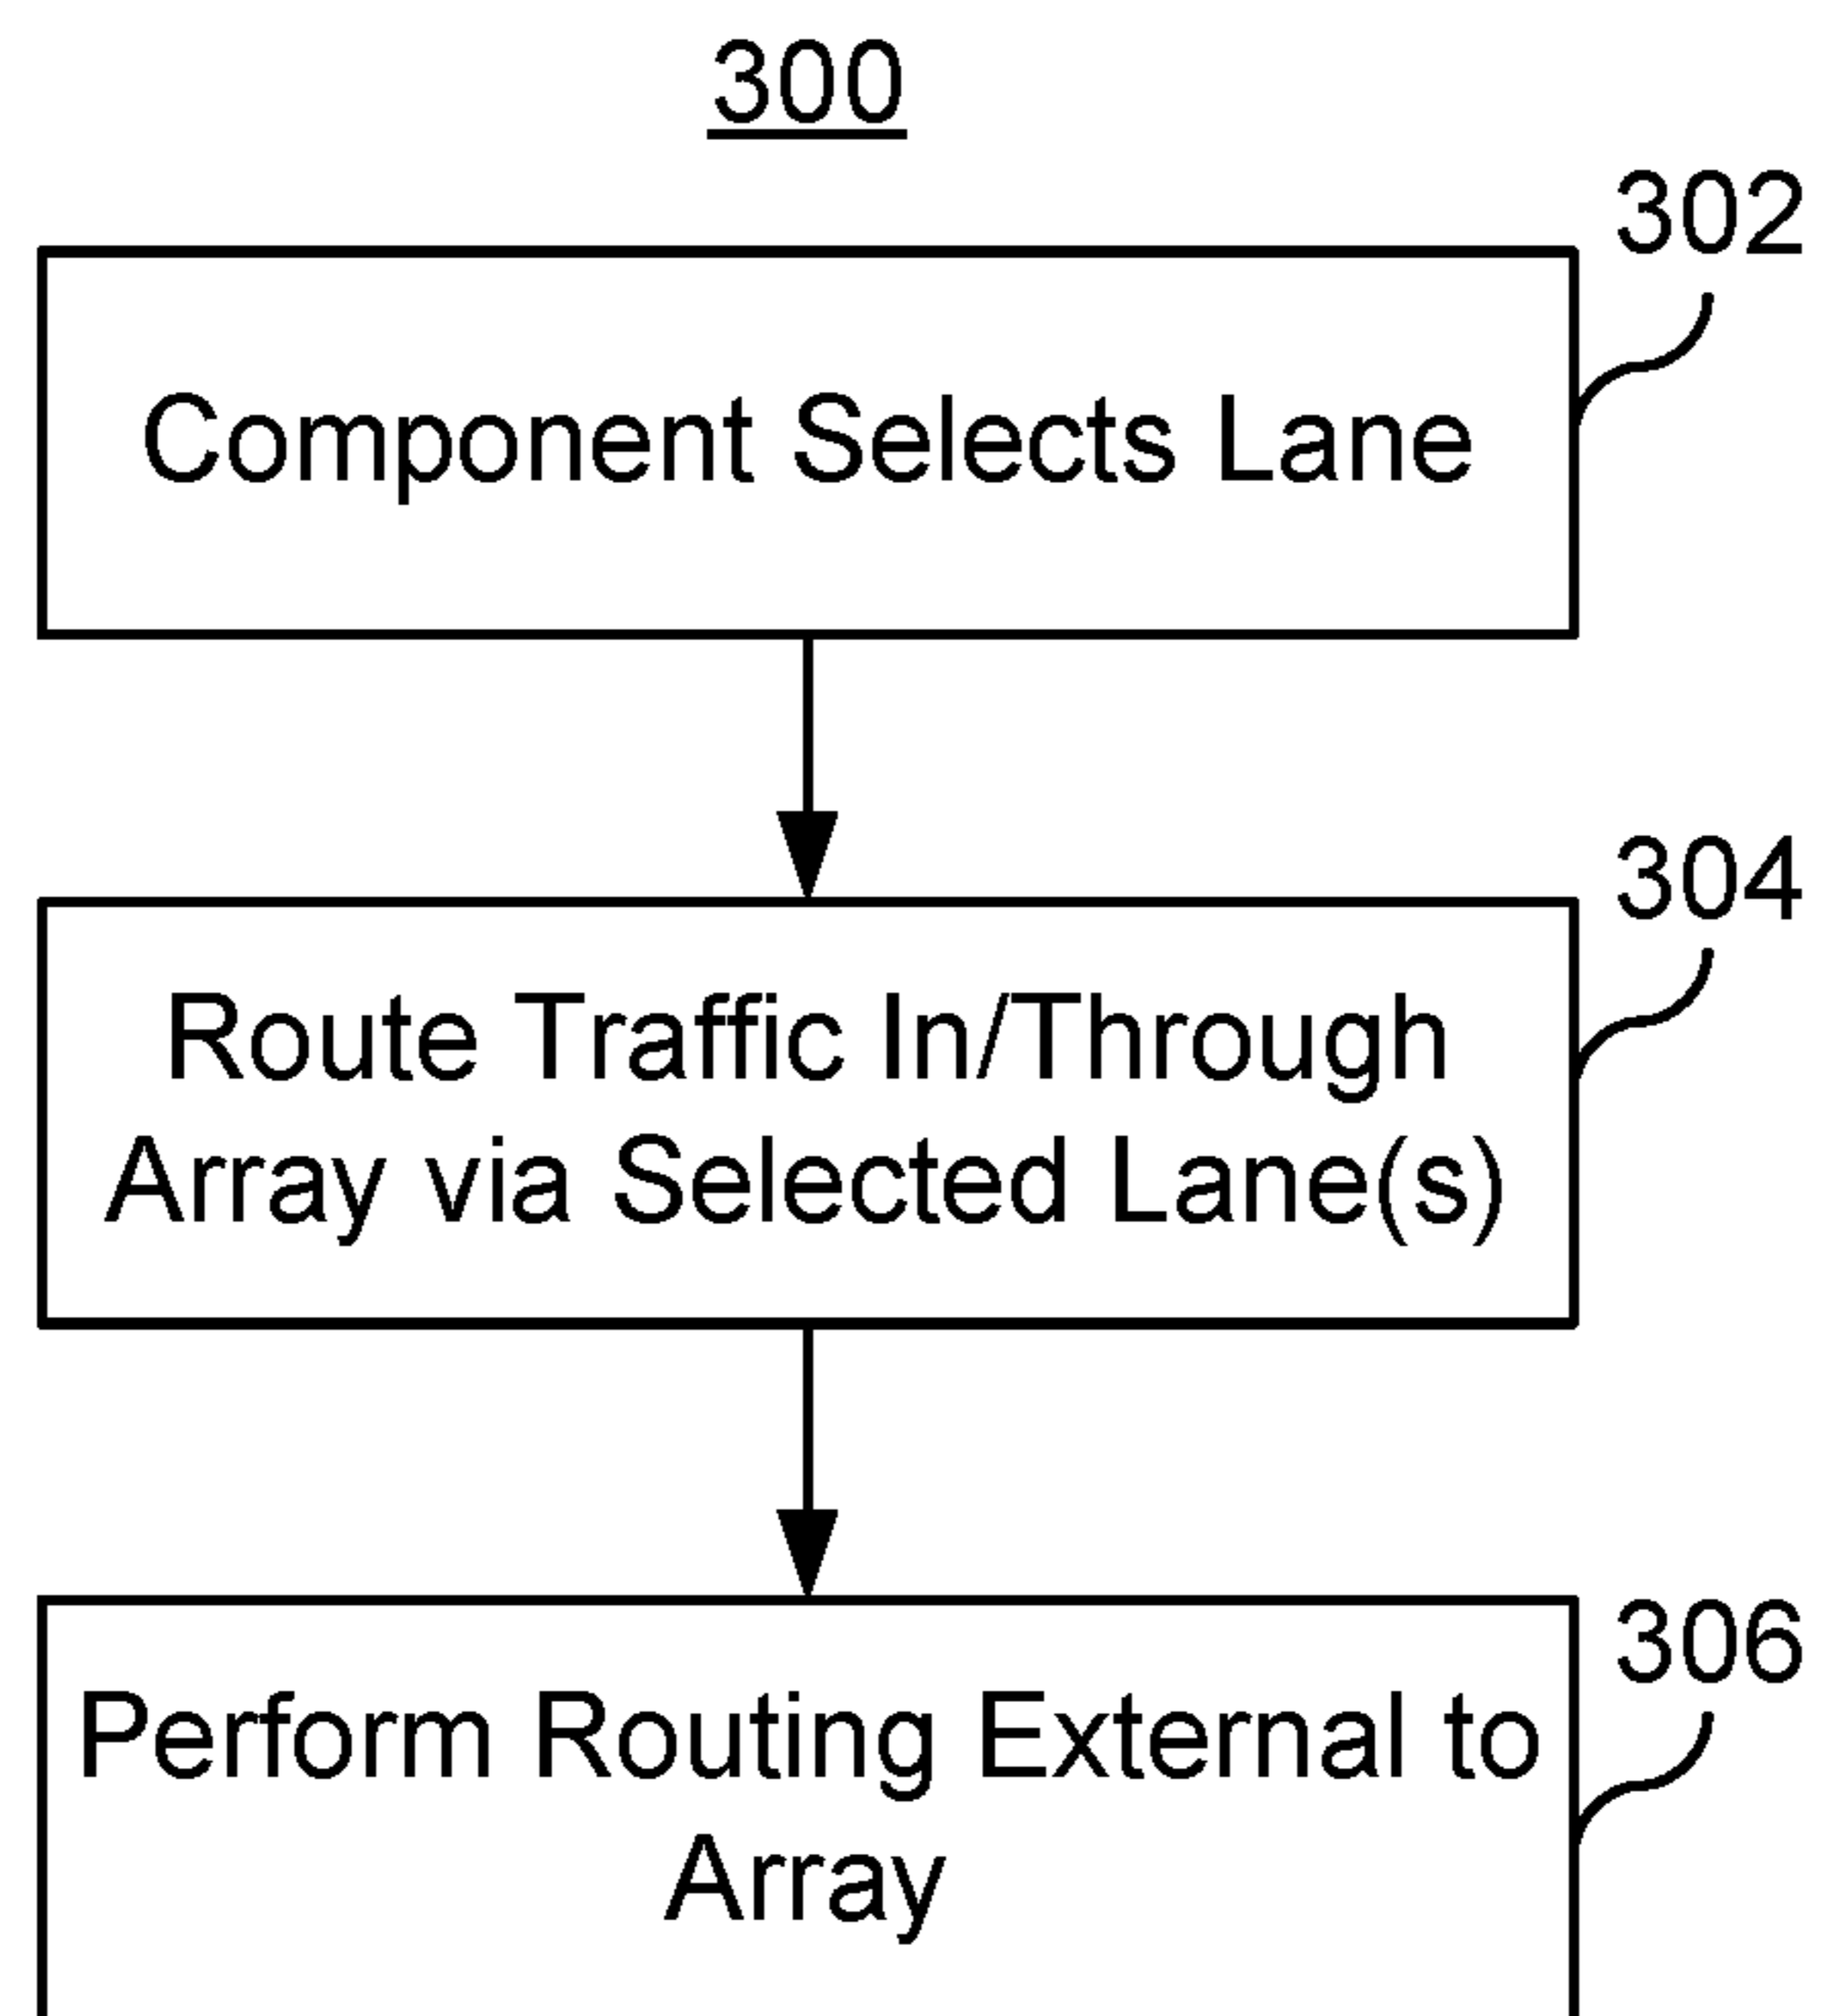 300
302
Component Selects Lane
304
Route Traffic In/Through
Array via Selected Lane(s)
306
Perform Routing External to
Array